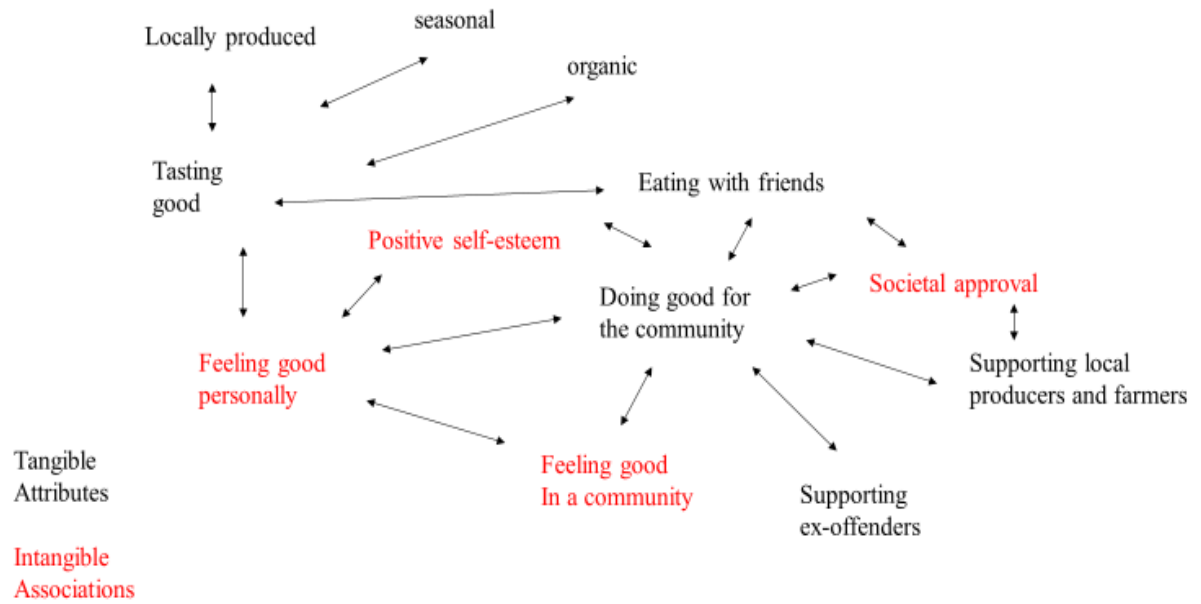 Locally produced
seasonal
organic
Tasting
good
Eating with friends
Positive self-esteem
Doing good for
the community
Societal approval
Feeling good
personally
Supporting local
producers and farmers
Feeling good
In a community
Supporting
ex-offenders
Tangible
Attributes
Intangible
Associations